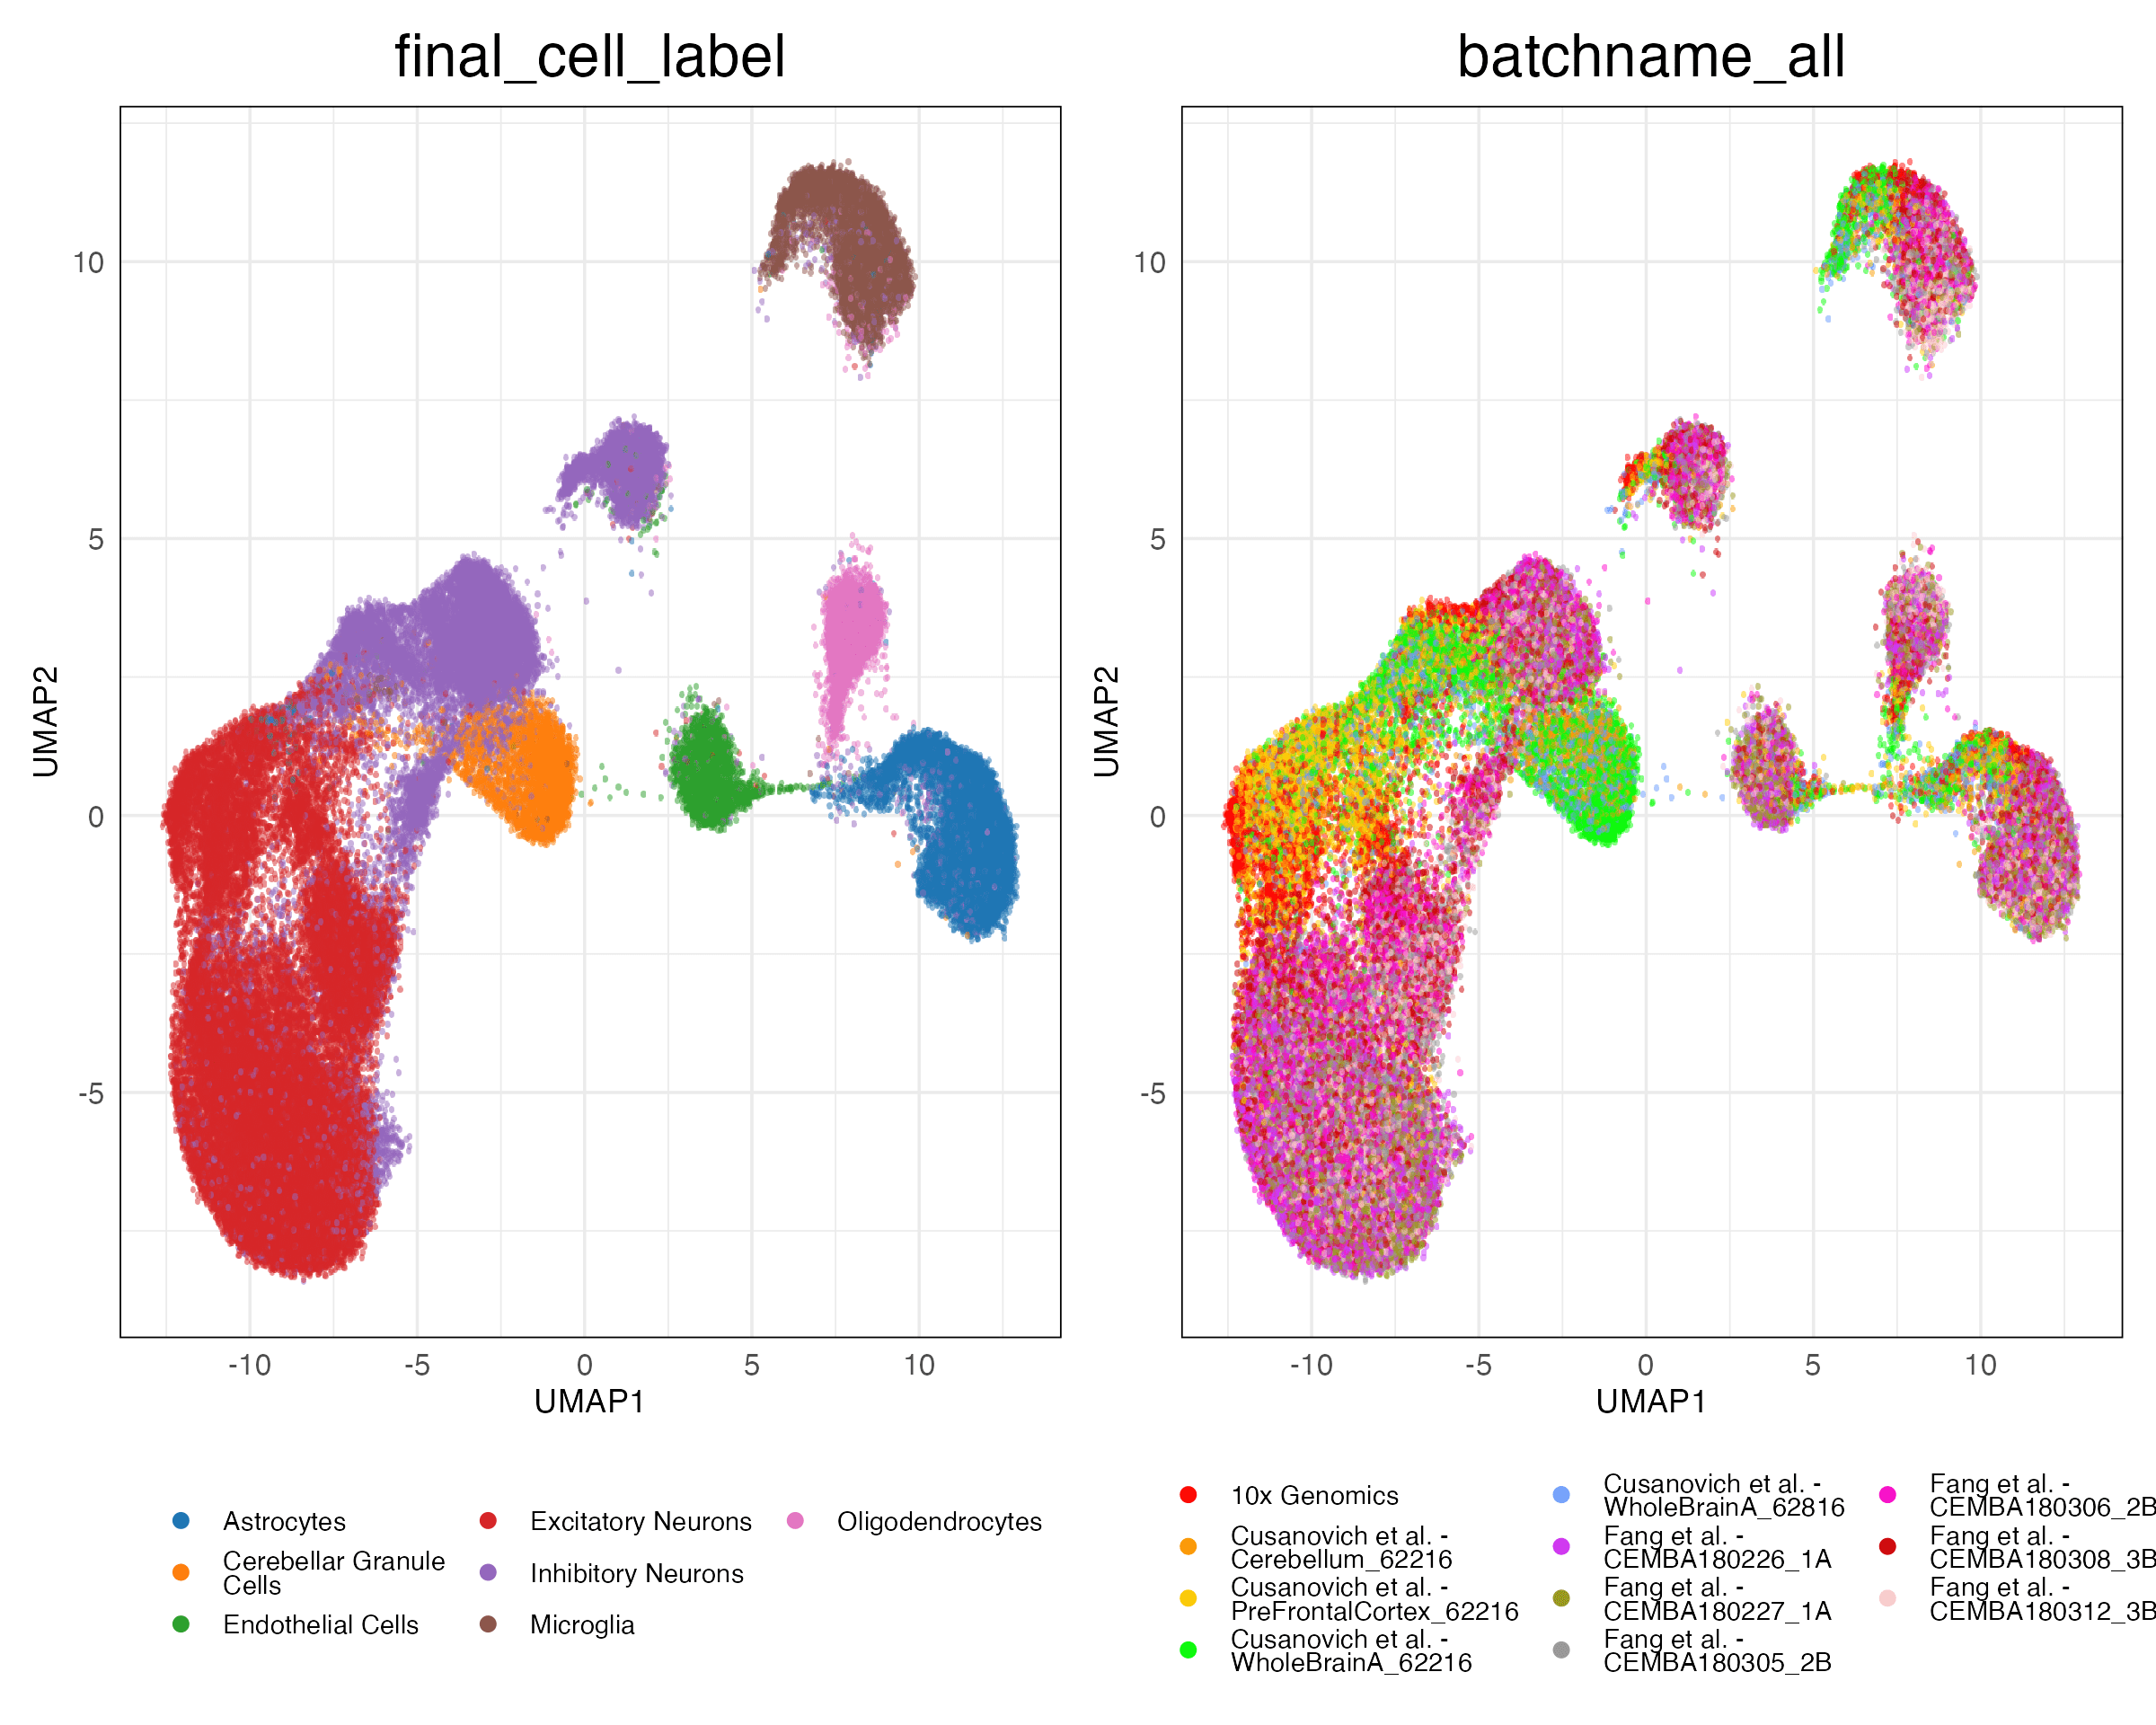 final_cell_label
batchname_all
10
5
0
-5
UMAP2
-10 -5 0 5 10
UMAP1
10
5
0
-5
UMAP2
-10 -5 0 5 10
UMAP1
Astrocytes
Cerebellar Granule
Cells
Endothelial Cells
Excitatory Neurons
Inhibitory Neurons
Microglia
Oligodendrocytes
10x Genomics
Cusanovich et al. -
Cerebellum_62216
Cusanovich et al. -
PreFrontalCortex_62216
Cusanovich et al. -
WholeBrainA_62216
Cusanovich et al. -
WholeBrainA_62816
Fang et al. -
CEMBA180226_1A
Fang et al. -
CEMBA180227_1A
Fang et al. -
CEMBA180305_2B
Fang et al. -
CEMBA180306_2B
Fang et al. -
CEMBA180308_3B
Fang et al. -
CEMBA180312_3B